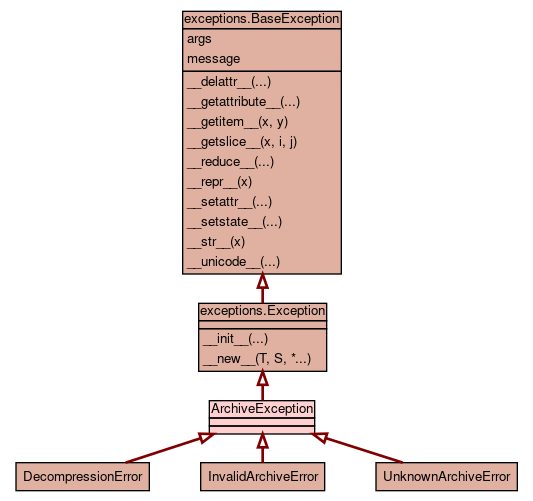 exceptions.BaseException
args
message
__delattr__(...)
__getattribute__(...)
__getitem__(x, y)
__getslice__(x, i, j)
__reduce__(...)
__repr__(x)
__setattr__(...)
__setstate__(...)
__str__(x)
__unicode__(...)
exceptions.Exception
__init__(...)
__new__(T, S, *...)
ArchiveException
DecompressionError
InvalidArchiveError
UnknownArchiveError